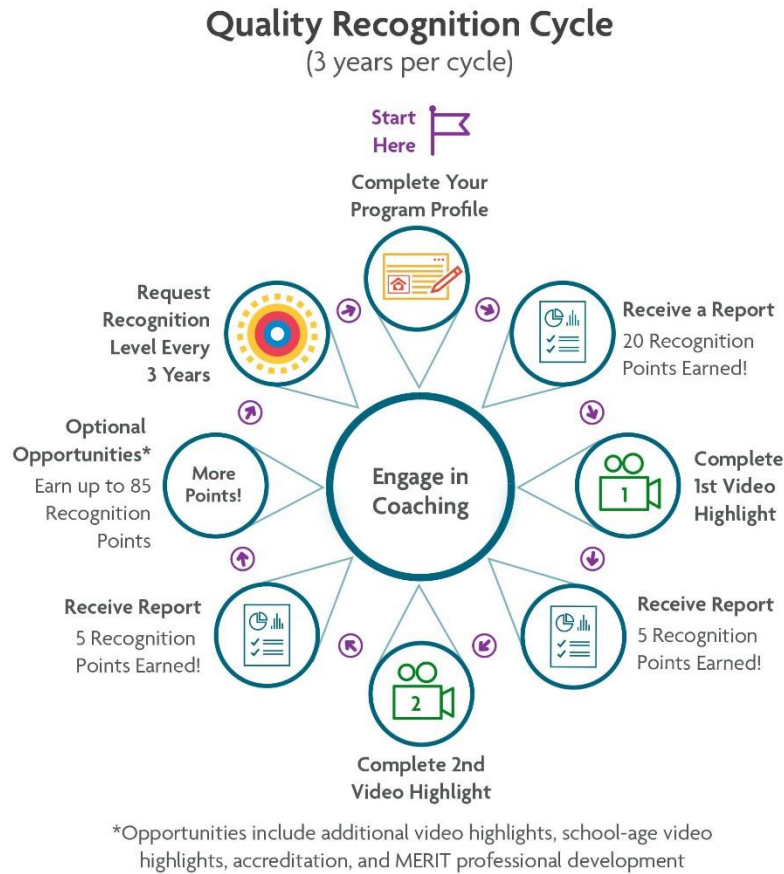 Quality Recognition Cycle
(3 years per cycle)
Start
Here
Complete Your
Program Profile
Receive a Report
20 Recognition
Points Earned!
Complete
1st Video
Highlight
1
Receive Report
5 Recognition
Points Earned!
2
Complete 2nd
Video Highlight
Receive Report
5 Recognition
Points Earned!
Optional
Opportunities*
Earn up to 85
Recognition
Points
More
Points!
Request
Recognition
Level Every
3 Years
Engage in
Coaching
*Opportunities include additional video highlights, school-age video
highlights, accreditation, and MERIT professional development